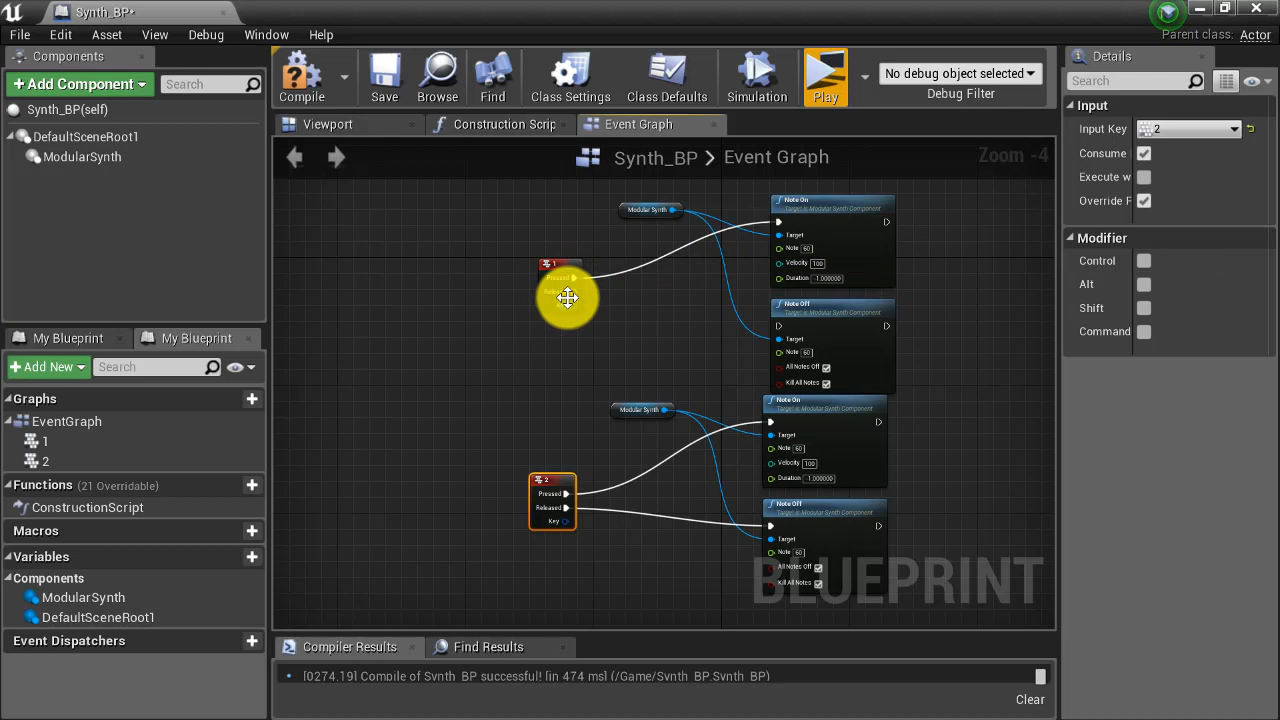 Synth_BP*
File Edit Asset View Debug Window Help
Parent class: Actor
Components
+ Add Component
Search
Synth_BP(self)
DefaultSceneRoot1
ModularSynth
Compile
Save
Browse
Find
Class Settings
Class Defaults
Simulation
Play
No debug object selected
Debug Filter
Viewport
Construction Scrip
Event Graph
Synth_BP > Event Graph
Zoom -4
Modular Synth
Note On
Target is Modular Synth Component
Target
Note 60
Velocity 100
Duration -1.000000
1
Pressed
Note Off
Target is Modular Synth Component
Target
Note 60
All Notes Off
Kill All Notes
Modular Synth
Note On
Target is Modular Synth Component
Target
Note 60
Velocity 100
Duration -1.000000
2
Pressed
Released
Key
Note Off
Target is Modular Synth Component
Target
Note 60
All Notes Off
Kill All Notes
BLUEPRINT
Details
Search
Input
Input Key 2
Consume
Execute w
Override F
Modifier
Control
Alt
Shift
Command
My Blueprint
My Blueprint
+ Add New
Search
Graphs
EventGraph
1
2
Functions (21 Overridable)
ConstructionScript
Macros
Variables
Components
ModularSynth
DefaultSceneRoot1
Event Dispatchers
Compiler Results
Find Results
[0274.19] Compile of Synth_BP successful! [in 474 ms] (/Game/Synth_BP.Synth_BP)
Clear